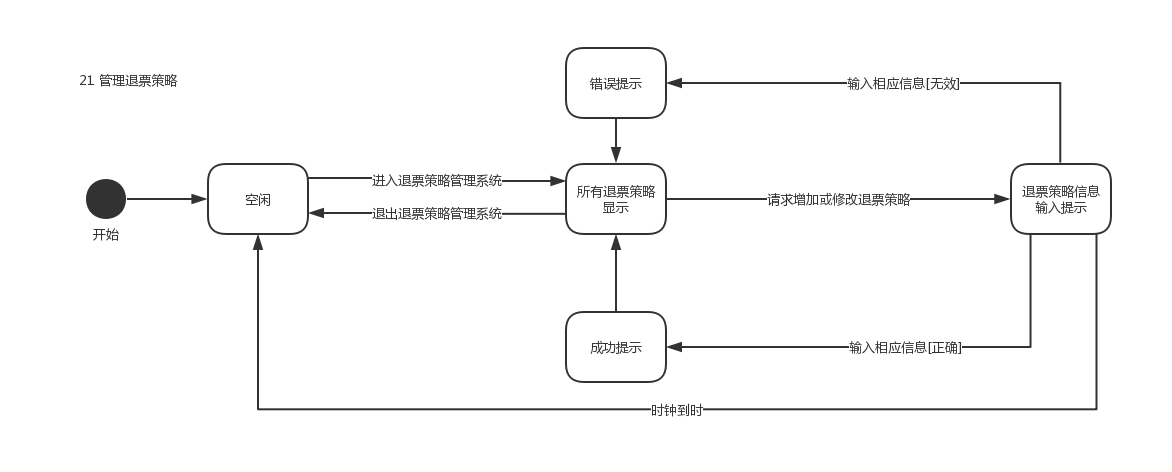 21 管理退票策略
错误提示
输入相应信息[无效]
空闲
进入退票策略管理系统
退出退票策略管理系统
所有退票策略
显示
请求增加或修改退票策略
退票策略信息
输入提示
开始
成功提示
输入相应信息[正确]
时钟到时